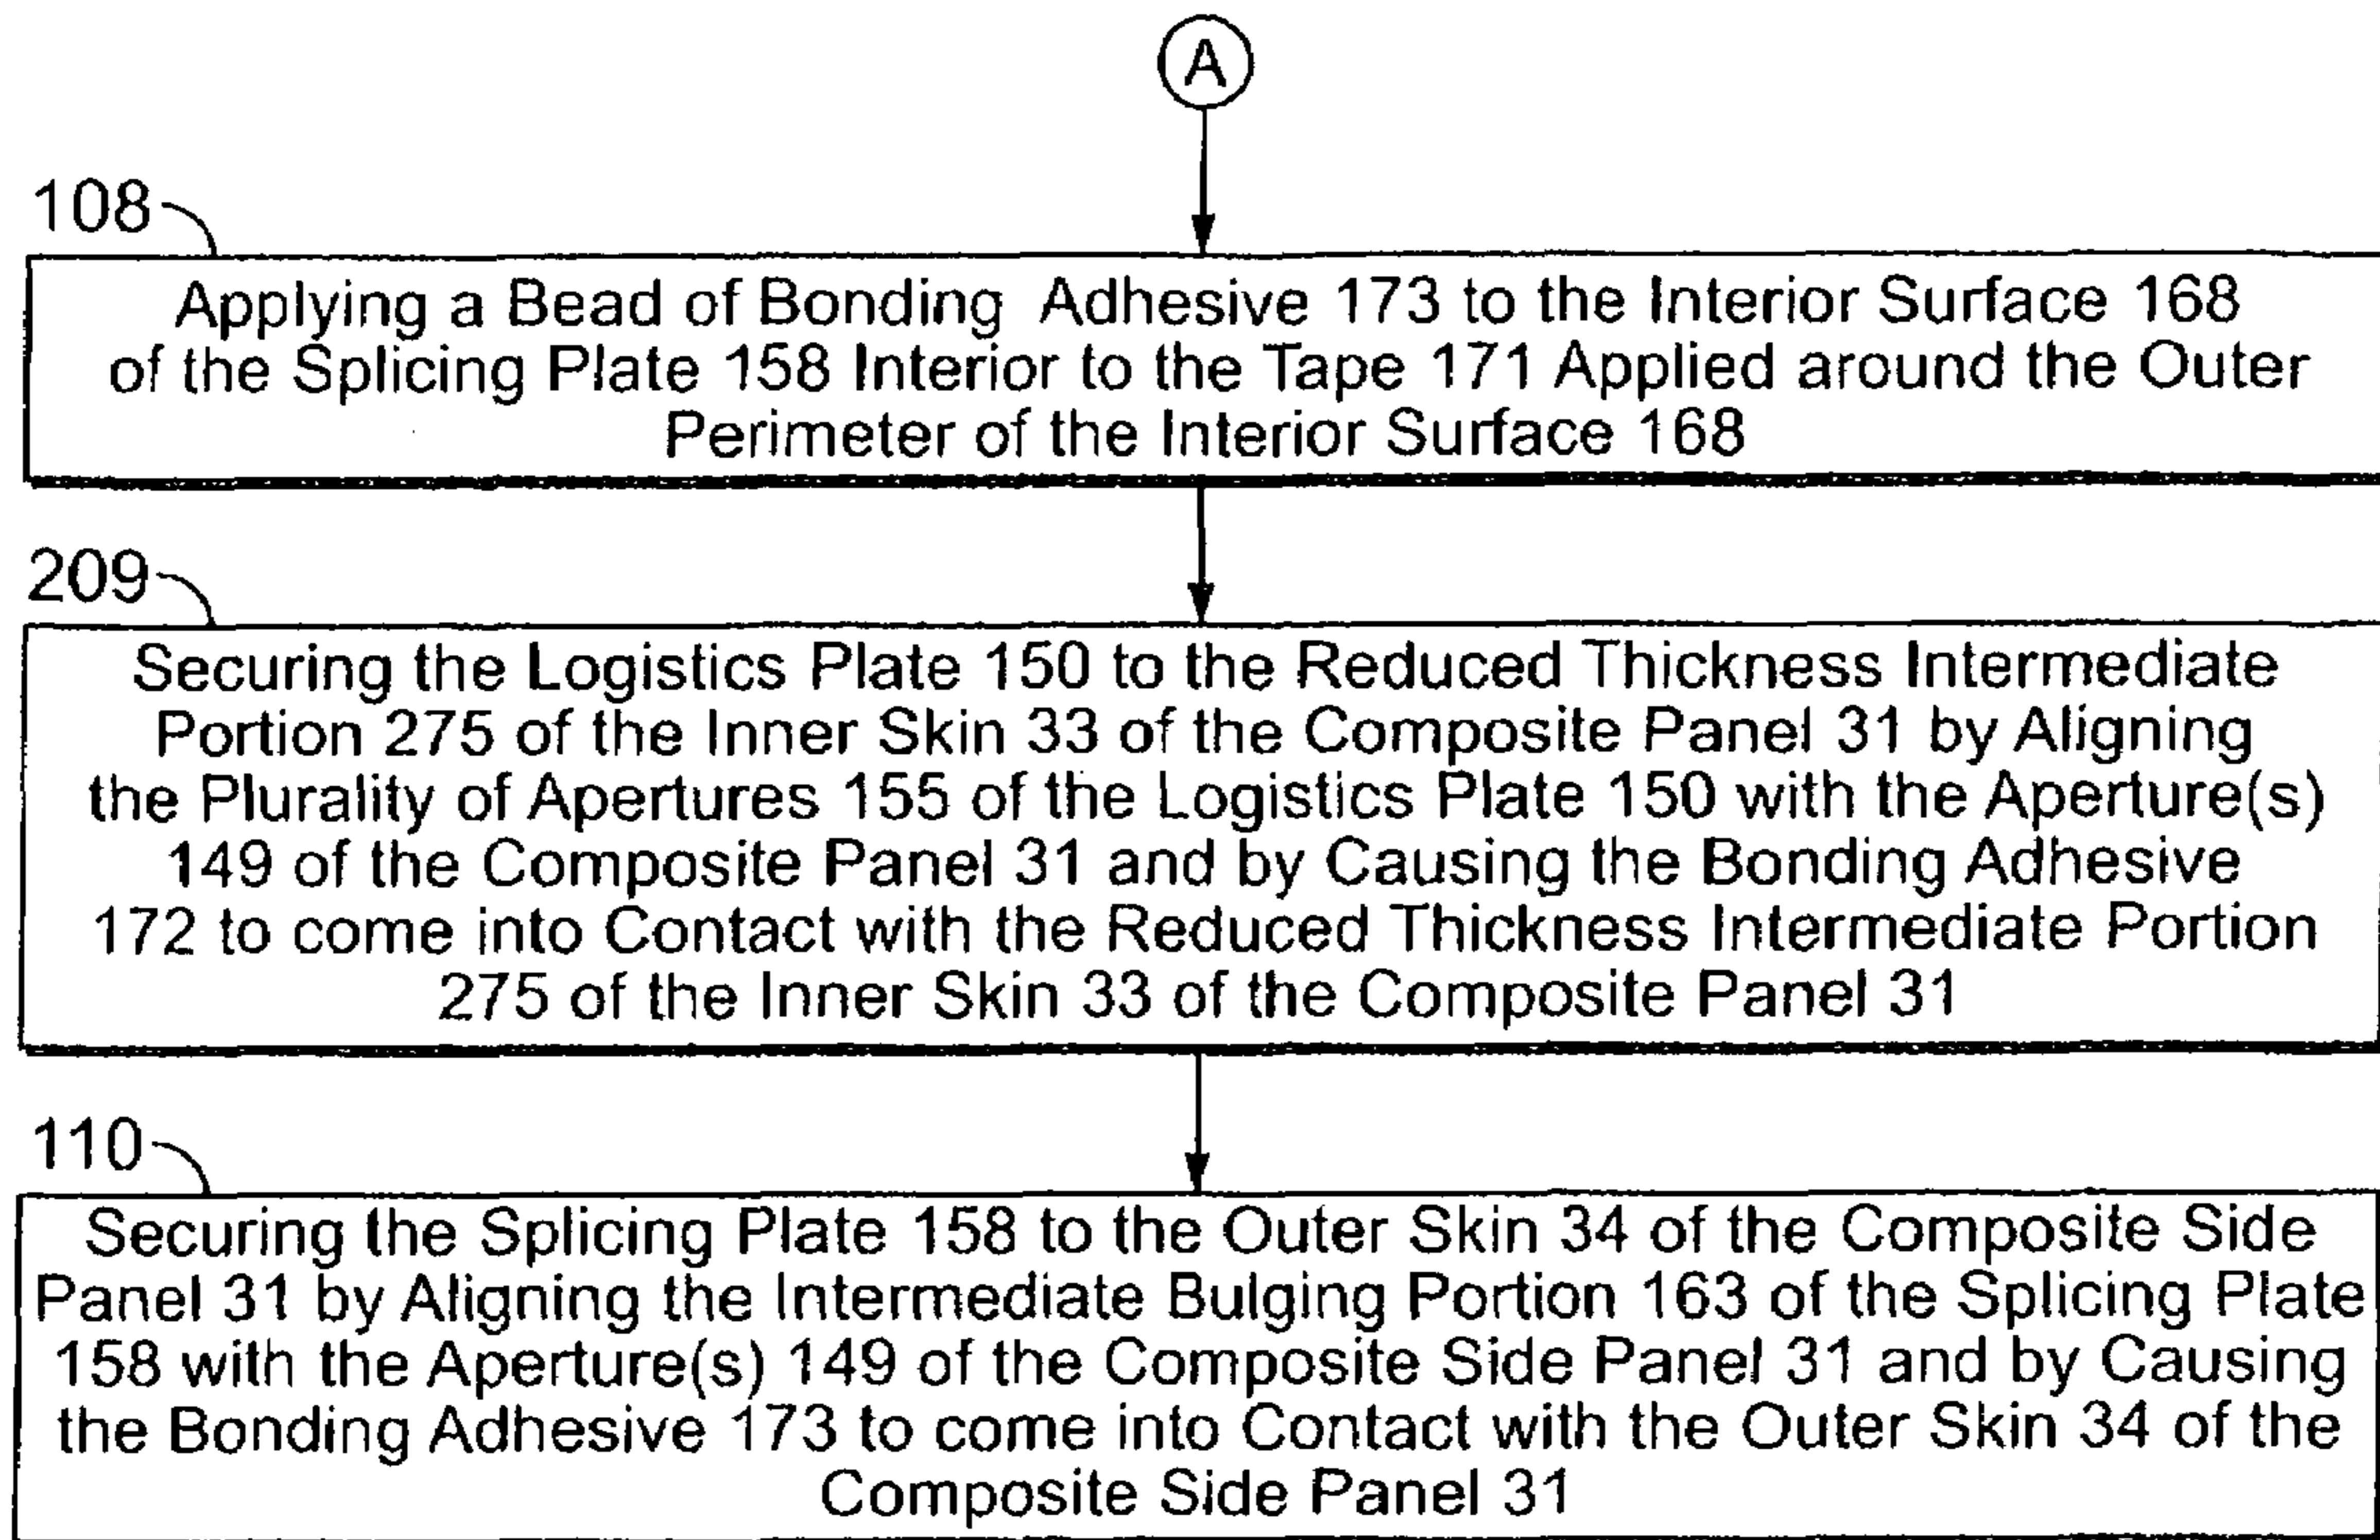 A
108
Applying a Bead of Bonding Adhesive 173 to the Interior Surface 168
of the Splicing Plate 158 Interior to the Tape 171 Applied around the Outer
Perimeter of the Interior Surface 168
209
Securing the Logistics Plate 150 to the Reduced Thickness Intermediate
Portion 275 of the Inner Skin 33 of the Composite Panel 31 by Aligning
the Plurality of Apertures 155 of the Logistics Plate 150 with the Aperture(s)
149 of the Composite Panel 31 and by Causing the Bonding Adhesive
172 to come into Contact with the Reduced Thickness Intermediate Portion
275 of the Inner Skin 33 of the Composite Panel 31
110
Securing the Splicing Plate 158 to the Outer Skin 34 of the Composite Side
Panel 31 by Aligning the Intermediate Bulging Portion 163 of the Splicing Plate
158 with the Aperture(s) 149 of the Composite Side Panel 31 and by Causing
the Bonding Adhesive 173 to come into Contact with the Outer Skin 34 of the
Composite Side Panel 31